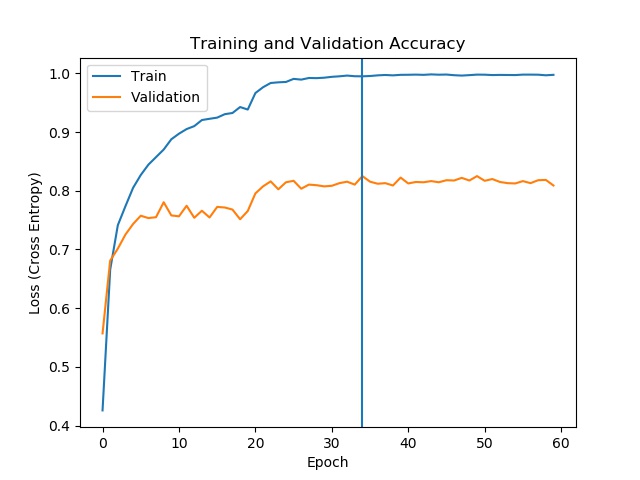 Training and Validation Accuracy
Train
Validation
1.0
0.9
0.8
0.7
0.6
0.5
0.4
Loss (Cross Entropy)
0 10 20 30 40 50 60
Epoch